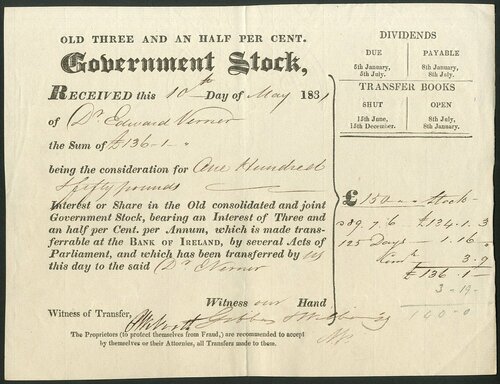 OLD THREE AND AN HALF PER CENT.
Government Stock,
RECEIVED this 10th Day of May 1831
of Dr Edward Verner
the Sum of £136-1-"
being the consideration for One Hundred
& fifty pounds
Interest or Share in the Old consolidated and joint
Government Stock, bearing an Interest of Three and
an half per Cent. per Annum, which is made trans-
ferrable at the BANK OF IRELAND, by several Acts of
Parliament, and which has been transferred by us
this day to the said Dr Verner
Witness our Hand
Witness of Transfer,
The Proprietors (to protect themselves from Fraud,) are recommended to accept
by themselves or their Attornies, all Transfers made to them.
DIVIDENDS
DUE PAYABLE
5th January, 8th January,
5th July. 8th July.
TRANSFER BOOKS
SHUT OPEN
15th June, 8th July,
15th December. 8th January.
£150 Stock
@89.7.6 £134.1.3
125 Days 1.16
3.9
£136.1
3-19-
140-0